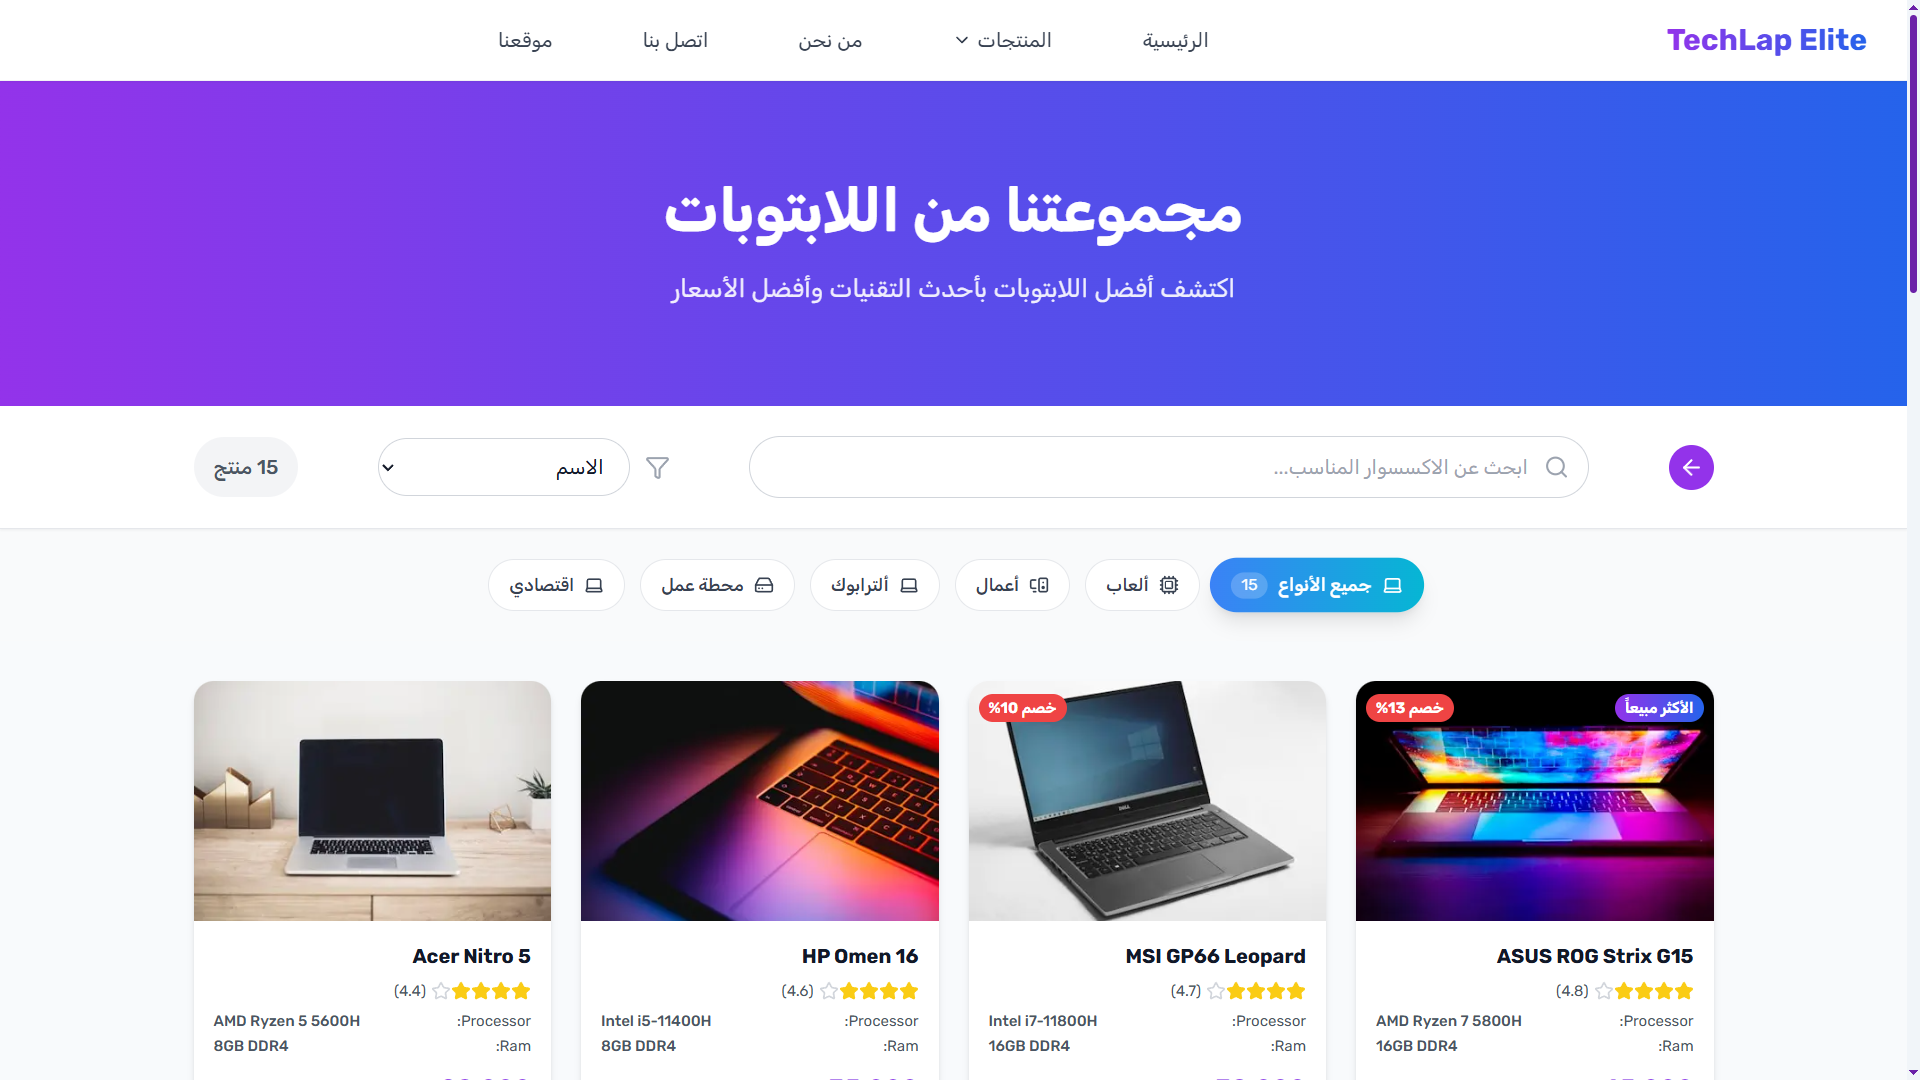 TechLap Elite
الرئيسية
المنتجات
من نحن
اتصل بنا
موقعنا
مجموعتنا من اللابتوبات
اكتشف أفضل اللابتوبات بأحدث التقنيات وأفضل الأسعار
ابحث عن الاكسسوار المناسب...
الاسم
15 منتج
جميع الأنواع 15
ألعاب
أعمال
ألترابوك
محطة عمل
اقتصادي
الأكثر مبيعاً
خصم 13%
ASUS ROG Strix G15
(4.8)
Processor:
AMD Ryzen 7 5800H
Ram:
16GB DDR4
خصم 10%
MSI GP66 Leopard
(4.7)
Processor:
Intel i7-11800H
Ram:
16GB DDR4
HP Omen 16
(4.6)
Processor:
Intel i5-11400H
Ram:
8GB DDR4
Acer Nitro 5
(4.4)
Processor:
AMD Ryzen 5 5600H
Ram:
8GB DDR4